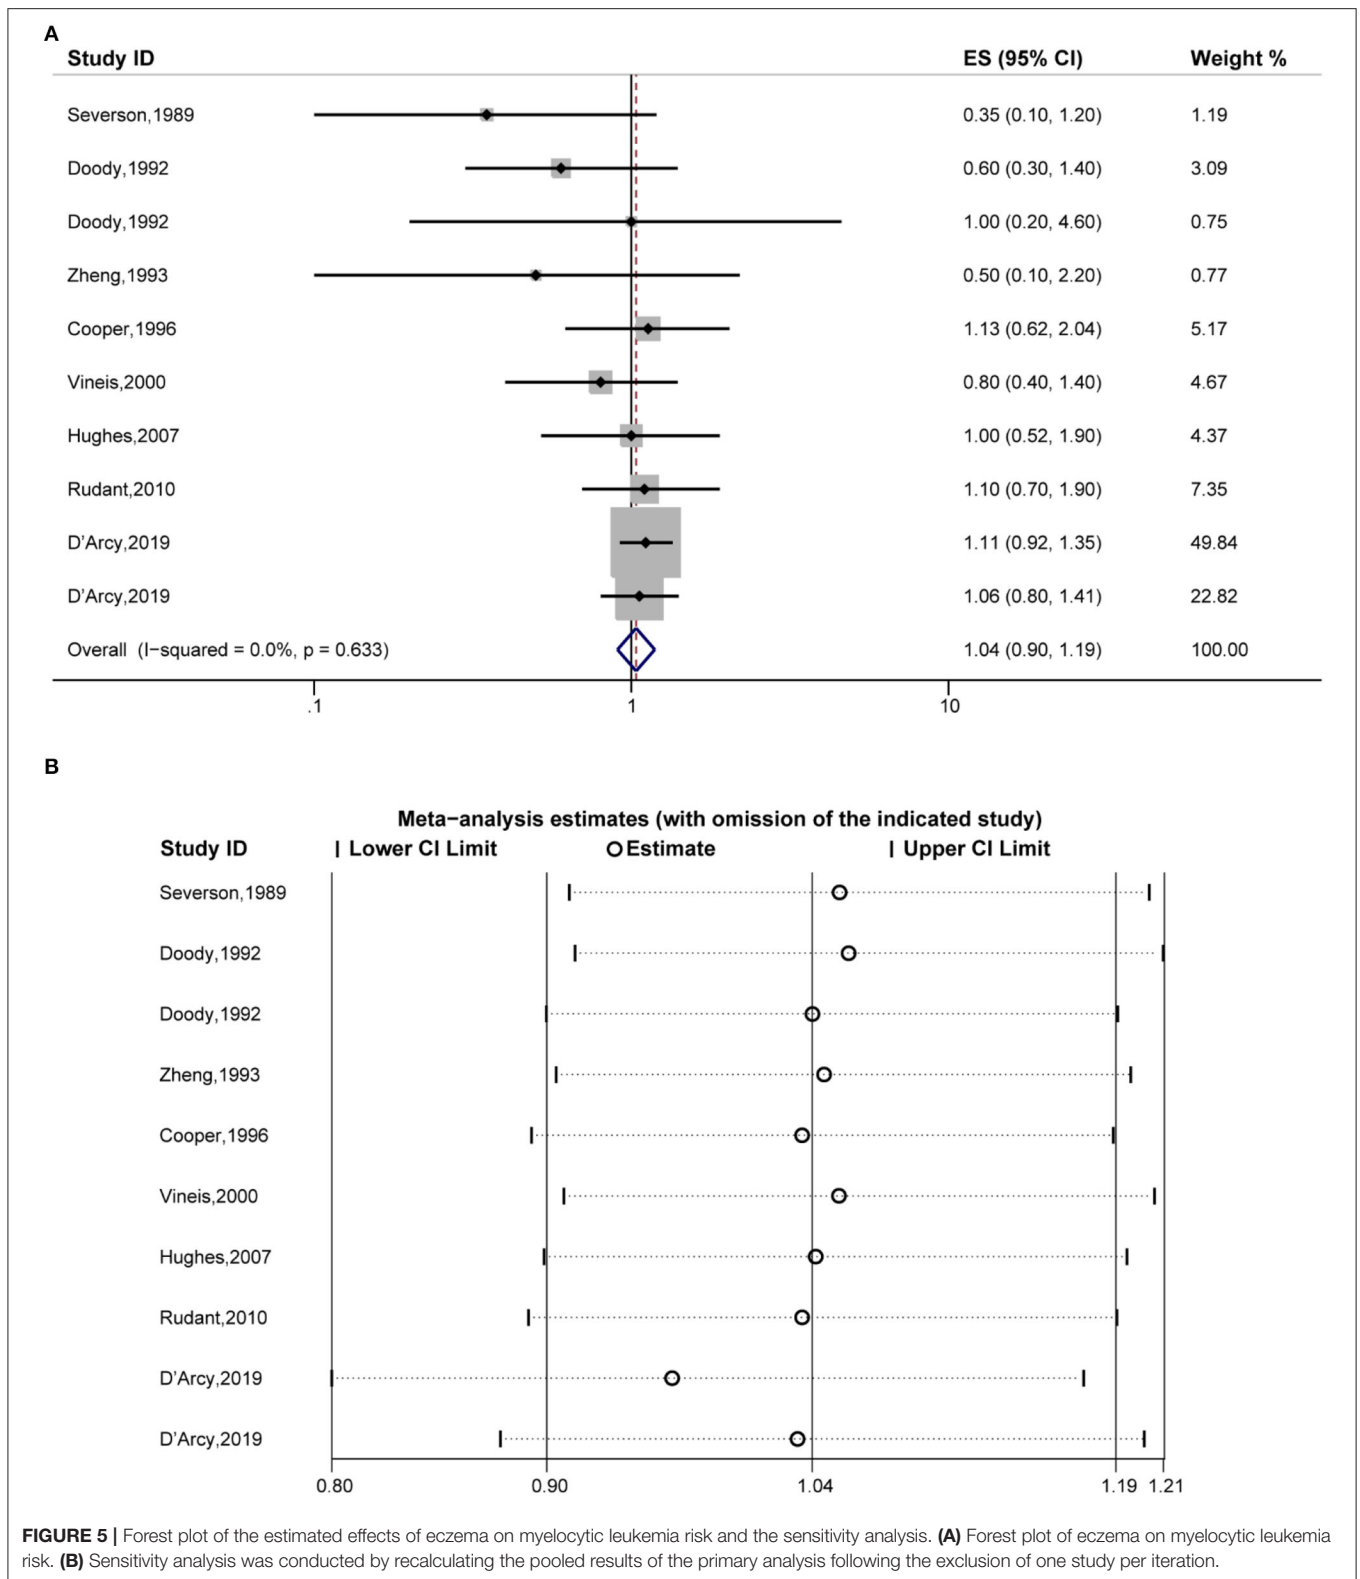 A
Study ID ES (95% CI) Weight %
Severson,1989 0.35 (0.10, 1.20) 1.19
Doody,1992 0.60 (0.30, 1.40) 3.09
Doody,1992 1.00 (0.20, 4.60) 0.75
Zheng,1993 0.50 (0.10, 2.20) 0.77
Cooper,1996 1.13 (0.62, 2.04) 5.17
Vineis,2000 0.80 (0.40, 1.40) 4.67
Hughes,2007 1.00 (0.52, 1.90) 4.37
Rudant,2010 1.10 (0.70, 1.90) 7.35
D'Arcy,2019 1.11 (0.92, 1.35) 49.84
D'Arcy,2019 1.06 (0.80, 1.41) 22.82
Overall (I−squared = 0.0%, p = 0.633) 1.04 (0.90, 1.19) 100.00
.1 1 10
B
Meta−analysis estimates (with omission of the indicated study)
Study ID | Lower CI Limit O Estimate | Upper CI Limit
Severson,1989
Doody,1992
Doody,1992
Zheng,1993
Cooper,1996
Vineis,2000
Hughes,2007
Rudant,2010
D'Arcy,2019
D'Arcy,2019
0.80 0.90 1.04 1.19 1.21
FIGURE 5 | Forest plot of the estimated effects of eczema on myelocytic leukemia risk and the sensitivity analysis. (A) Forest plot of eczema on myelocytic leukemia
risk. (B) Sensitivity analysis was conducted by recalculating the pooled results of the primary analysis following the exclusion of one study per iteration.